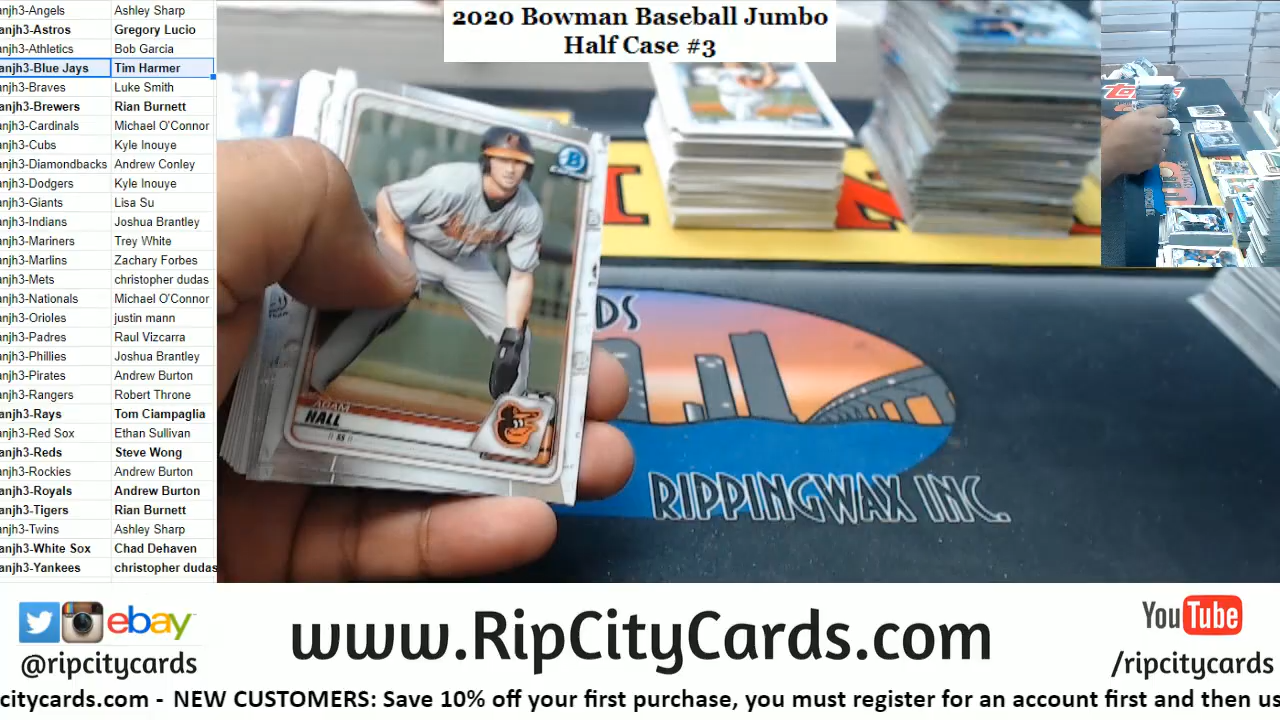 2020 Bowman Baseball Jumbo
Half Case #3
anjh3-Angels Ashley Sharp
anjh3-Astros Gregory Lucio
anjh3-Athletics Bob Garcia
anjh3-Blue Jays Tim Harmer
anjh3-Braves Luke Smith
anjh3-Brewers Rian Burnett
anjh3-Cardinals Michael O'Connor
anjh3-Cubs Kyle Inouye
anjh3-Diamondbacks Andrew Conley
anjh3-Dodgers Kyle Inouye
anjh3-Giants Lisa Su
anjh3-Indians Joshua Brantley
anjh3-Mariners Trey White
anjh3-Marlins Zachary Forbes
anjh3-Mets christopher dudas
anjh3-Nationals Michael O'Connor
anjh3-Orioles justin mann
anjh3-Padres Raul Vizcarra
anjh3-Phillies Joshua Brantley
anjh3-Pirates Andrew Burton
anjh3-Rangers Robert Throne
anjh3-Rays Tom Ciampaglia
anjh3-Red Sox Ethan Sullivan
anjh3-Reds Steve Wong
anjh3-Rockies Andrew Burton
anjh3-Royals Andrew Burton
anjh3-Tigers Rian Burnett
anjh3-Twins Ashley Sharp
anjh3-White Sox Chad Dehaven
anjh3-Yankees christopher dudas
B
ADAM
HALL
SS
DS
RIPPINGWAX INC.
ebay
@ripcitycards
www.RipCityCards.com
YouTube
/ripcitycards
citycards.com - NEW CUSTOMERS: Save 10% off your first purchase, you must register for an account first and then us